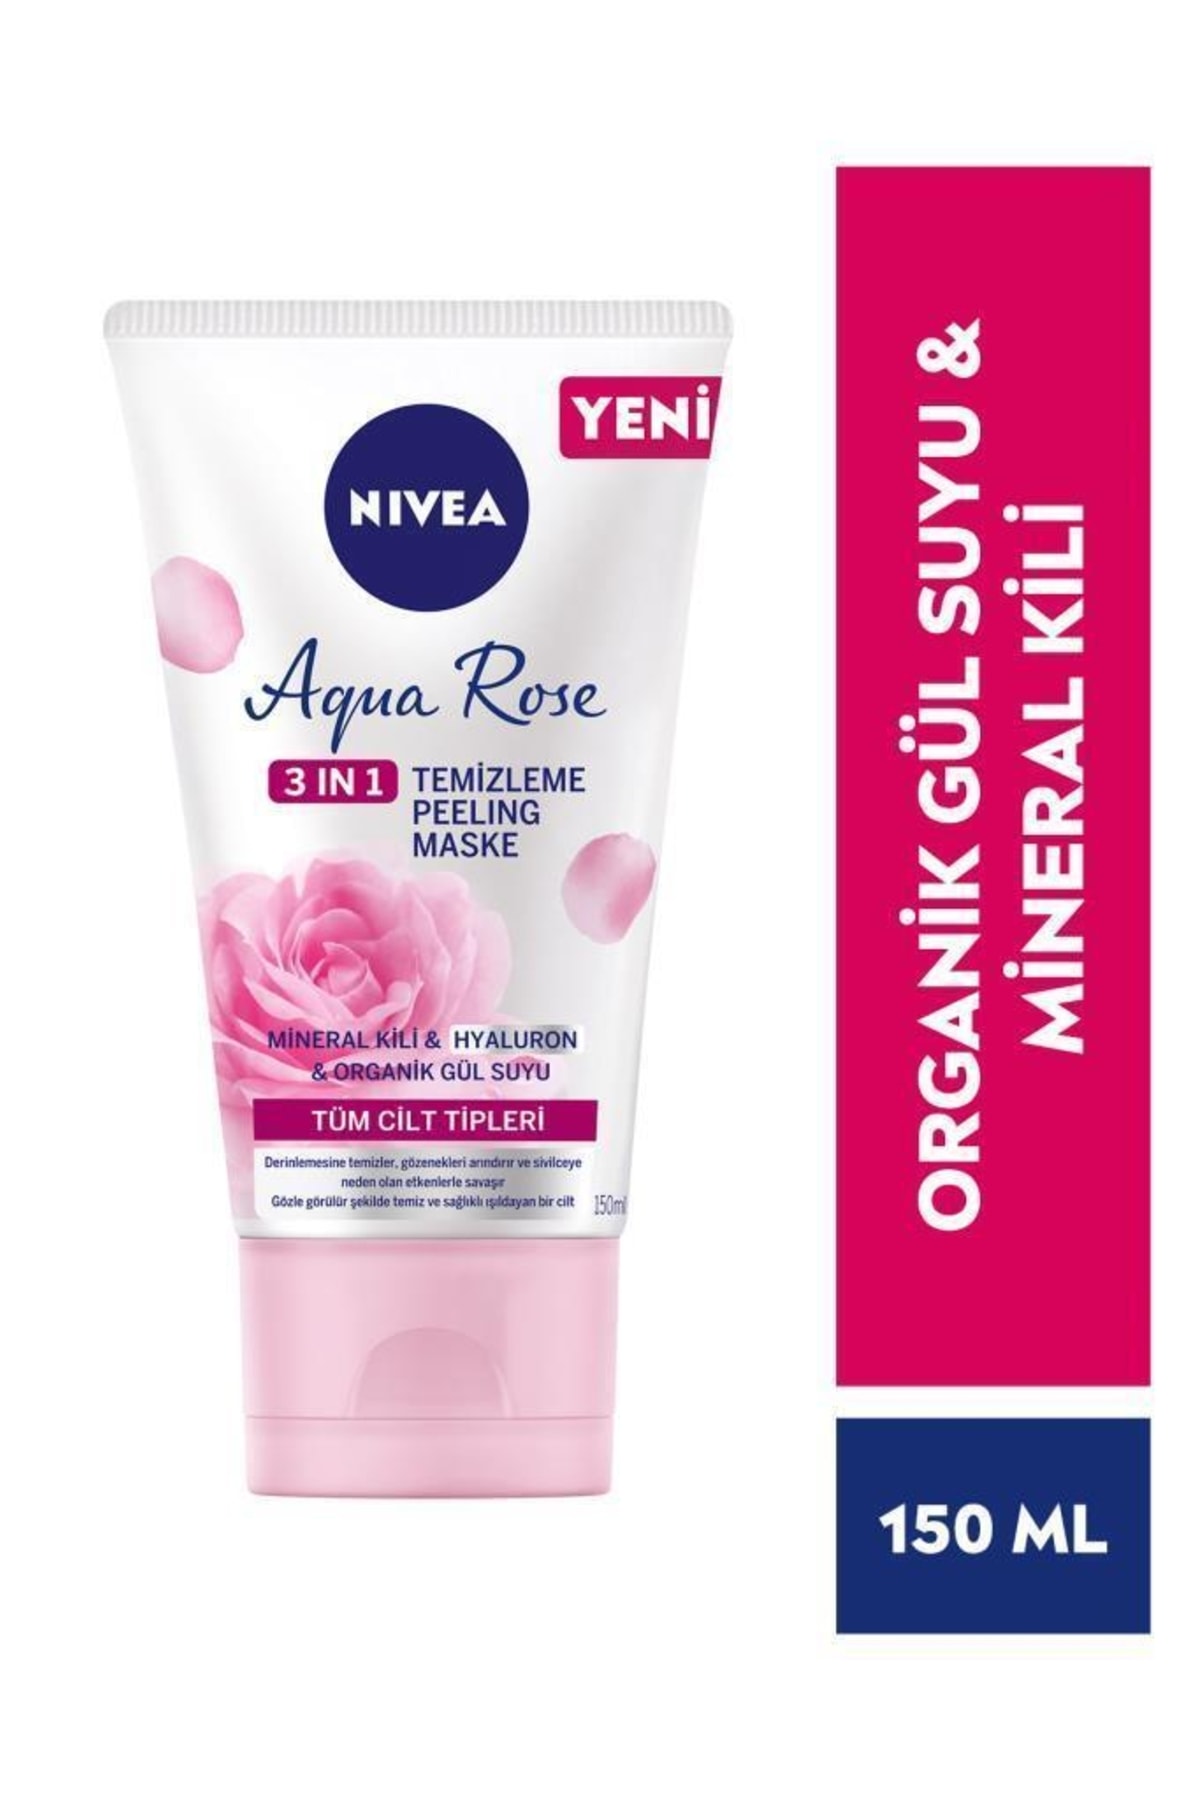 YENİ
NIVEA
Aqua Rose
3 IN 1 TEMİZLEME
PEELING
MASKE
MİNERAL KİLİ & HYALURON
& ORGANİK GÜL SUYU
TÜM CİLT TİPLERİ
Derinlemesine temizler, gözenekleri arındırır ve sivilceye
neden olan etkenlerle savaşır
Gözle görülür şekilde temiz ve sağlıklı ışıldayan bir cilt
150ml
ORGANİK GÜL SUYU &
MİNERAL KİLİ
150 ML